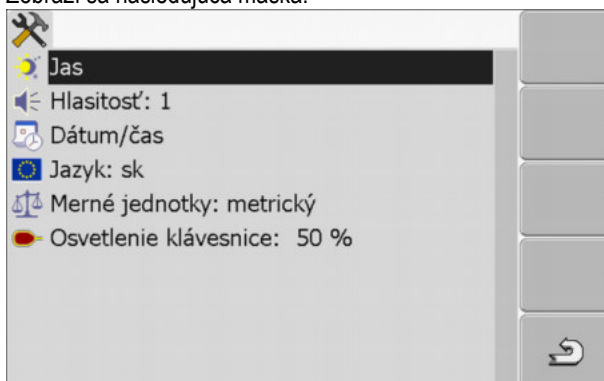 Zobrazí sa nasledujúca maska:
Jas
Hlasitosť: 1
Dátum/čas
Jazyk: sk
Merné jednotky: metrický
Osvetlenie klávesnice: 50 %